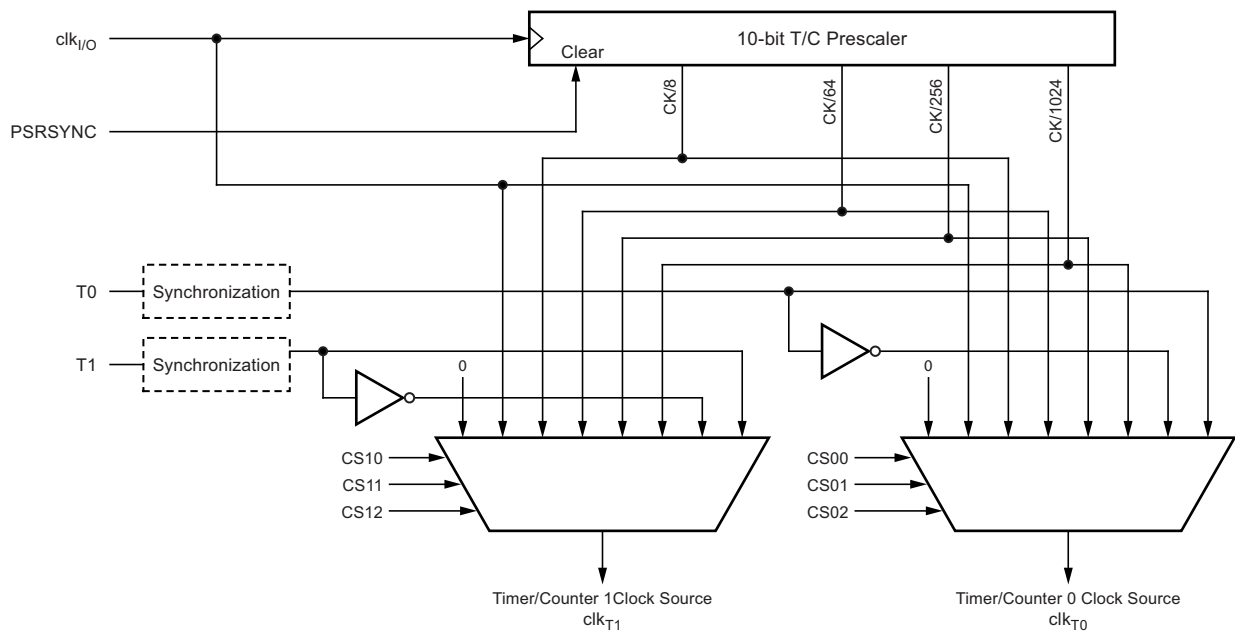 clkI/O
10-bit T/C Prescaler
Clear
CK/8
CK/64
CK/256
CK/1024
PSRSYNC
T0
Synchronization
T1
Synchronization
0
0
CS10
CS11
CS12
CS00
CS01
CS02
Timer/Counter 1Clock Source
clkT1
Timer/Counter 0 Clock Source
clkT0